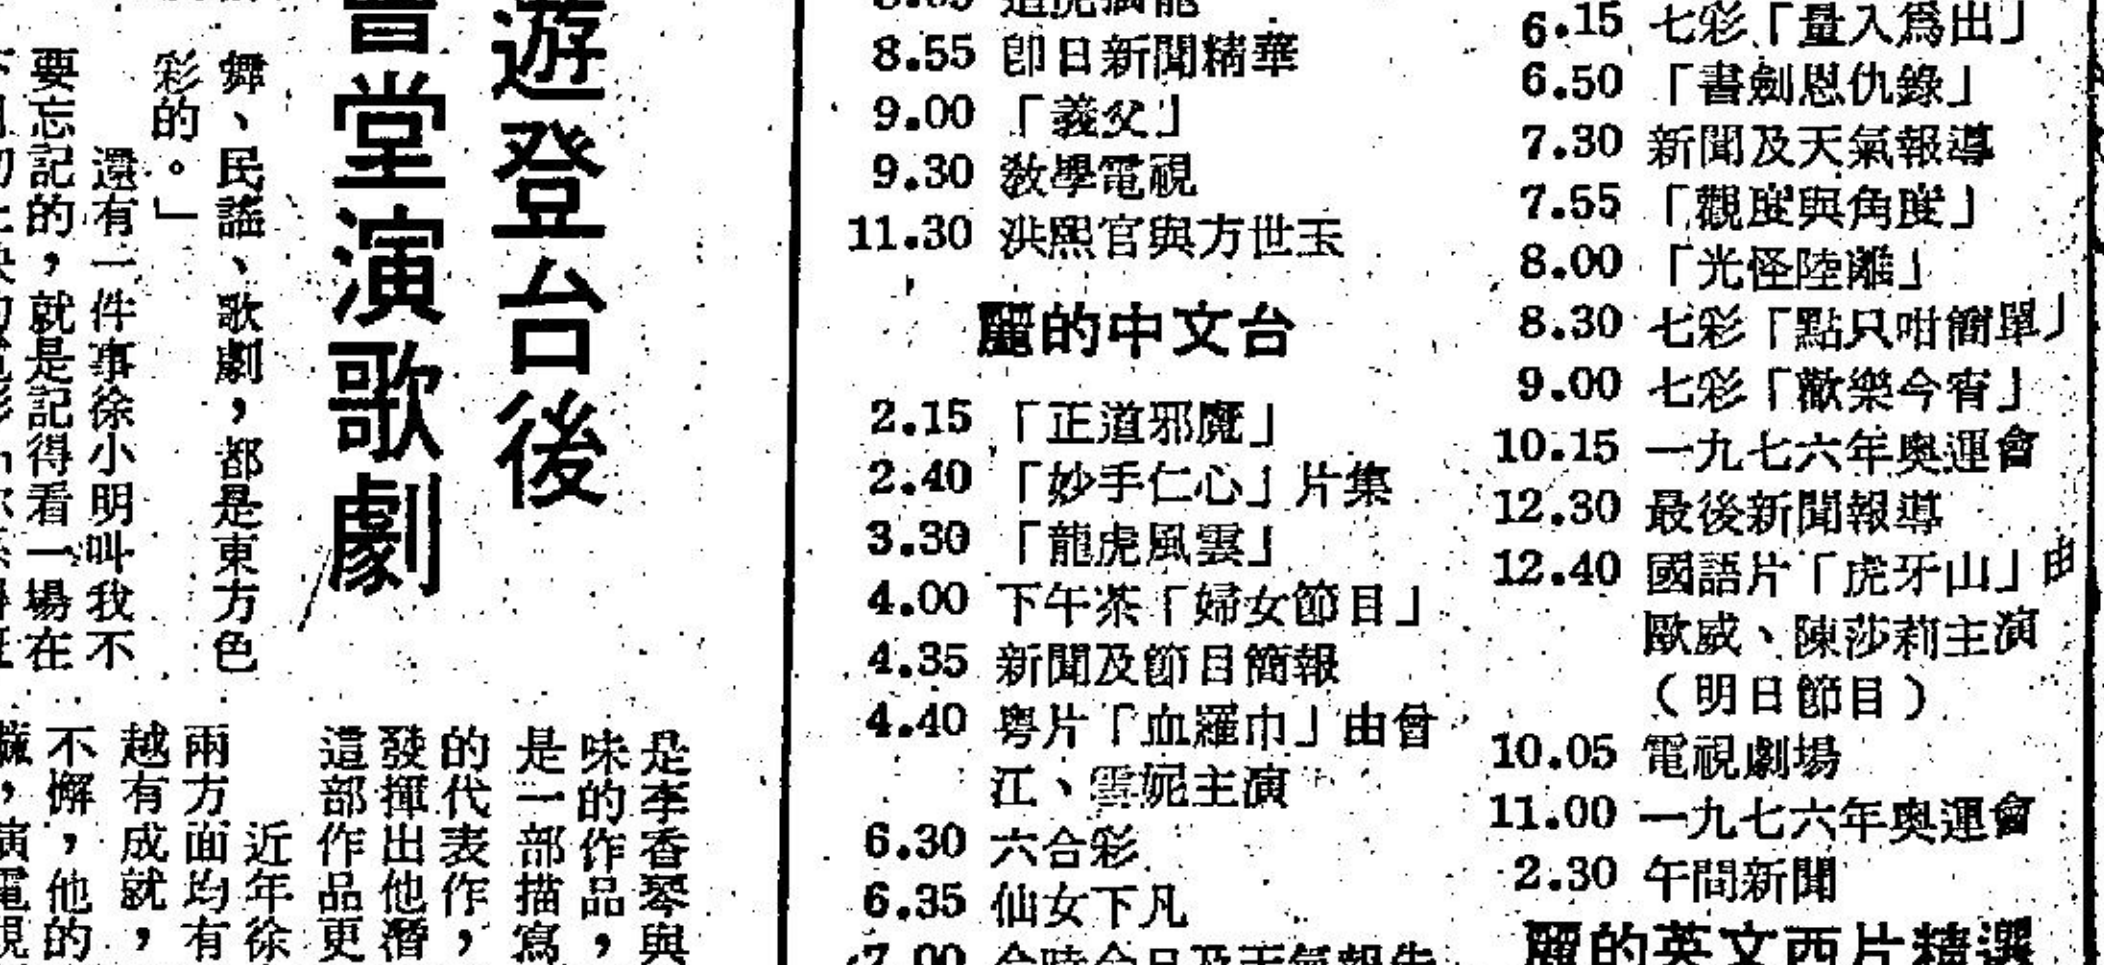 遊登台後
堂演歌劇
舞、民謠、歌劇,都是東方色
彩的。」
還有一件事徐小明叫我不
要忘記的,就是記得看一場在
是李香琴與
味的作品,
是一部描寫
的代表作,
發揮出他潛
這部作品更
近年徐
兩方面均有
越有成就,
不懈,他的
8.55 即日新聞精華
9.00 「義父」
9.30 敎學電視
11.30 洪熙官與方世玉
麗的中文台
2.15 「正道邪魔」
2.40 「妙手仁心」片集
3.30 「龍虎風雲」
4.00 下午茶「婦女節目」
4.35 新聞及節目簡報
4.40 粵片「血羅巾」由曾
江、雲妮主演
6.30 六合彩
6.35 仙女下凡
6.15 七彩「量入爲出」
6.50 「書劍恩仇錄」
7.30 新聞及天氣報導
7.55 「觀度與角度」
8.00 「光怪陸離」
8.30 七彩「點只咁簡單」
9.00 七彩「歡樂今宵」
10.15 一九七六年奧運會
12.30 最後新聞報導
12.40 國語片「虎牙山」由
歐威、陳莎莉主演
(明日節目)
10.05 電視劇場
11.00 一九七六年奧運會
2.30 午間新聞
麗的英文西片精選